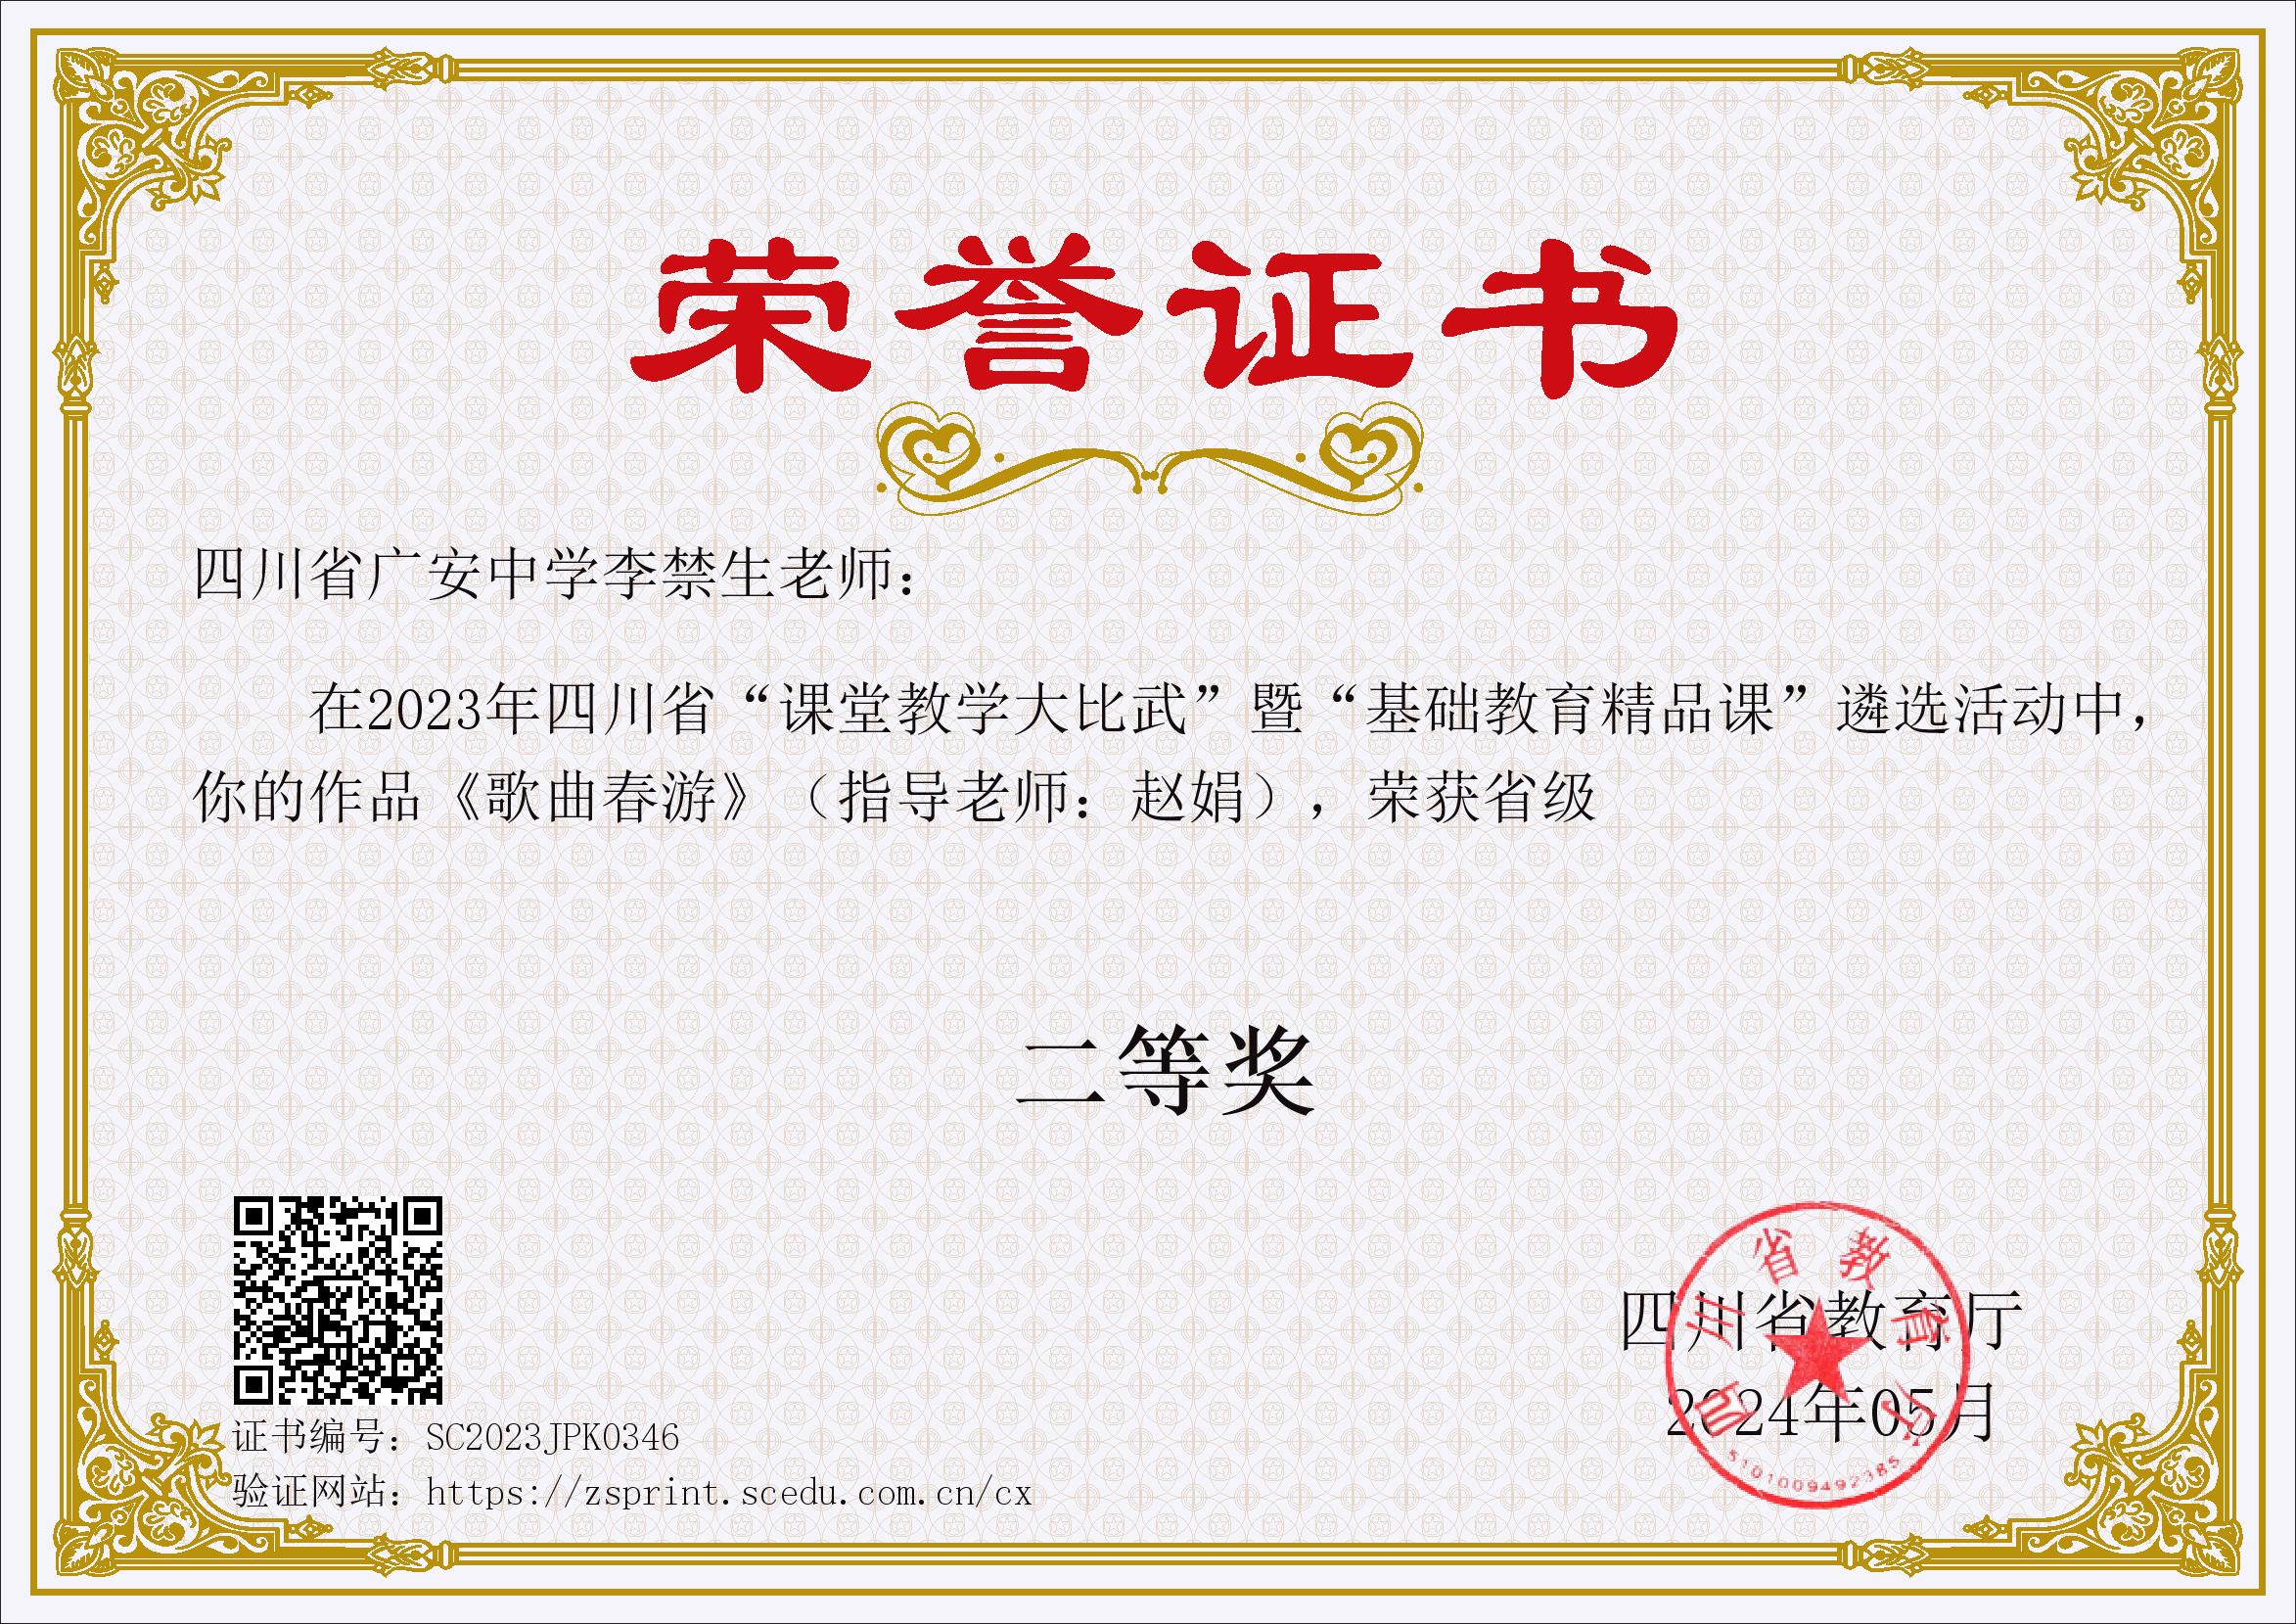 荣誉证书
四川省广安中学李禁生老师：
在2023年四川省“课堂教学大比武”暨“基础教育精品课”遴选活动中，
你的作品《歌曲春游》（指导老师：赵娟），荣获省级
二等奖
四川省教育厅
2024年05月
四川省教育厅
5101009492385
证书编号：SC2023JPK0346
验证网站：https://zsprint.scedu.com.cn/cx